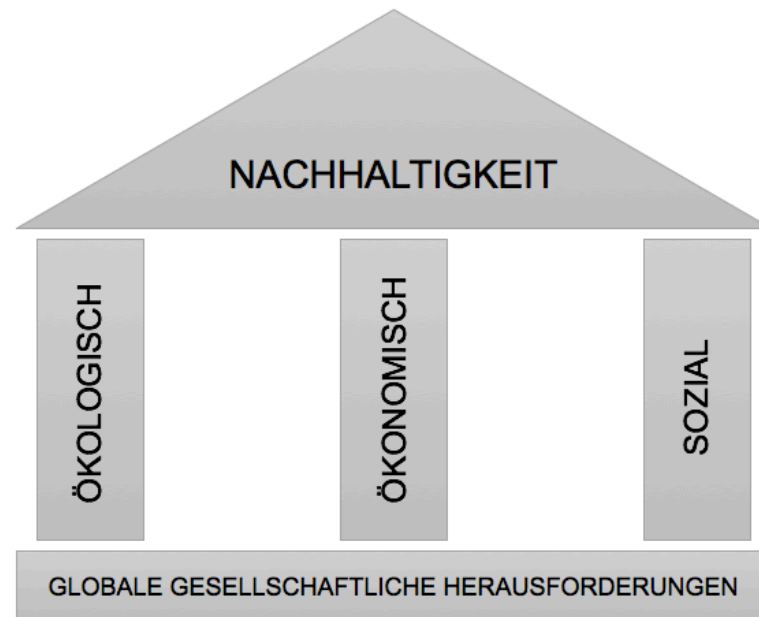 NACHHALTIGKEIT
ÖKOLOGISCH
ÖKONOMISCH
SOZIAL
GLOBALE GESELLSCHAFTLICHE HERAUSFORDERUNGEN